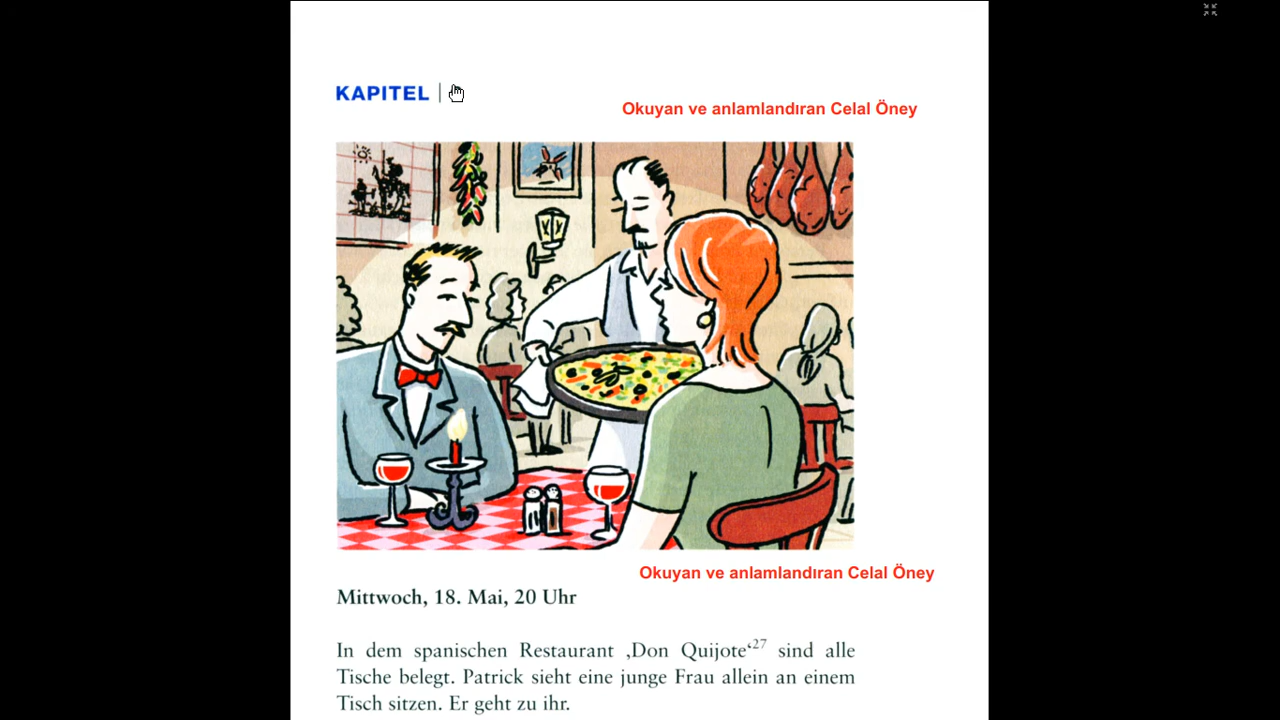 KAPITEL |
Okuyan ve anlamlandıran Celal Öney
Okuyan ve anlamlandıran Celal Öney
Mittwoch, 18. Mai, 20 Uhr
In dem spanischen Restaurant ‚Don Quijote‘27 sind alle
Tische belegt. Patrick sieht eine junge Frau allein an einem
Tisch sitzen. Er geht zu ihr.